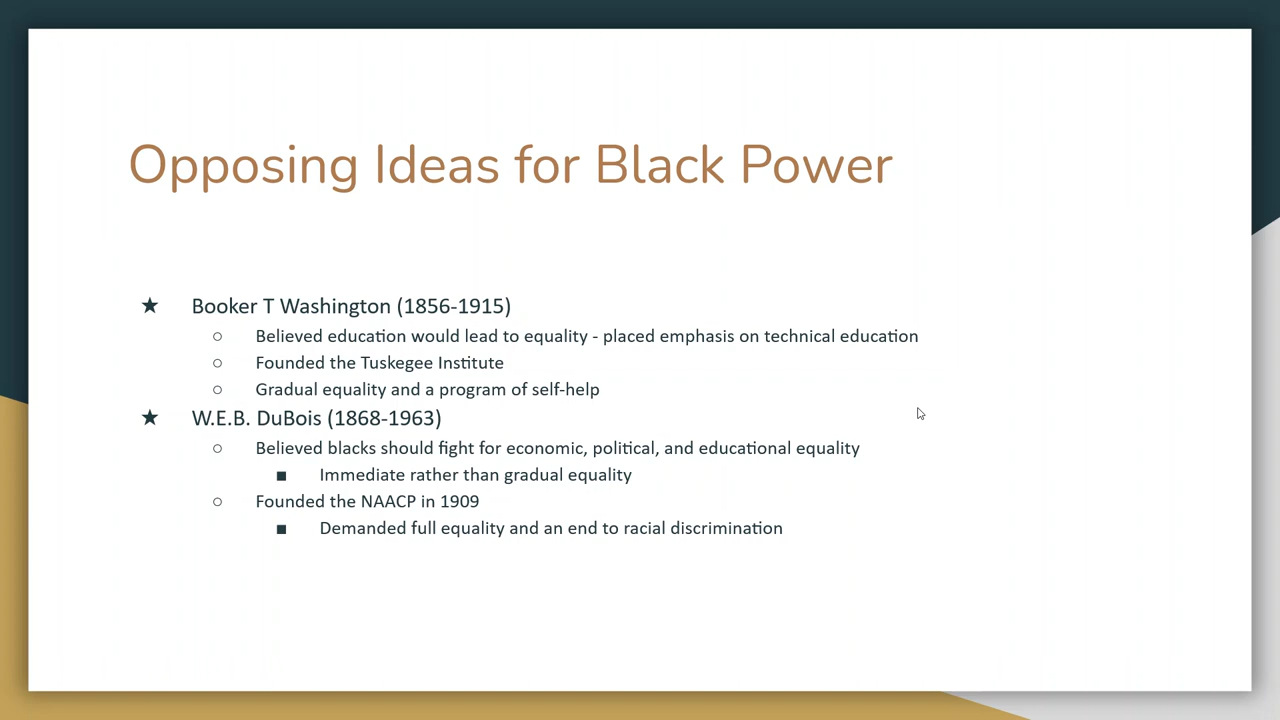 Opposing Ideas for Black Power
★ Booker T Washington (1856-1915)
○ Believed education would lead to equality - placed emphasis on technical education
○ Founded the Tuskegee Institute
○ Gradual equality and a program of self-help
★ W.E.B. DuBois (1868-1963)
○ Believed blacks should fight for economic, political, and educational equality
■ Immediate rather than gradual equality
○ Founded the NAACP in 1909
■ Demanded full equality and an end to racial discrimination